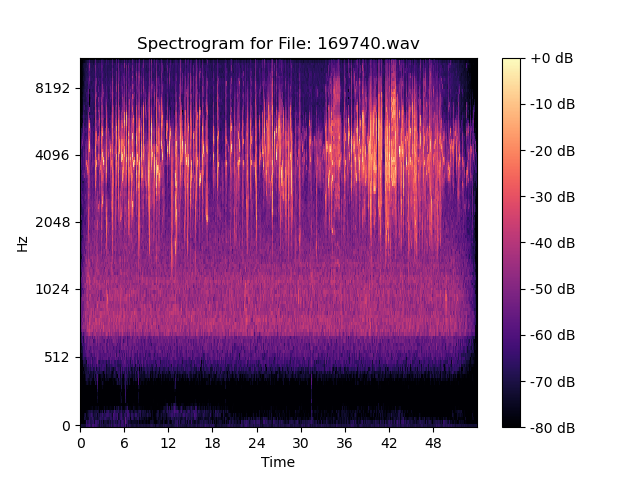 Spectrogram for File: 169740.wav
Hz
8192
4096
2048
1024
512
0
0 6 12 18 24 30 36 42 48
Time
+0 dB
-10 dB
-20 dB
-30 dB
-40 dB
-50 dB
-60 dB
-70 dB
-80 dB